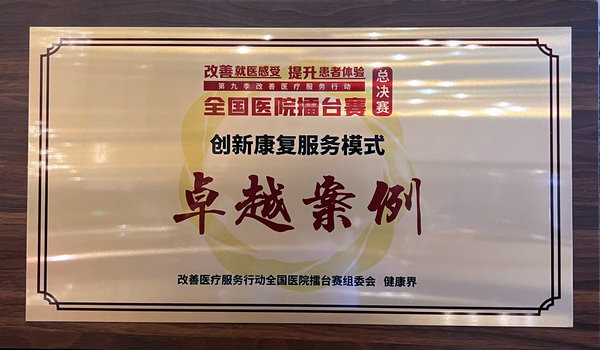 改善就医感受 提升患者体验
第九季改善医疗服务行动
全国医院擂台赛
总决赛
创新康复服务模式
卓越案例
改善医疗服务行动全国医院擂台赛组委会 健康界